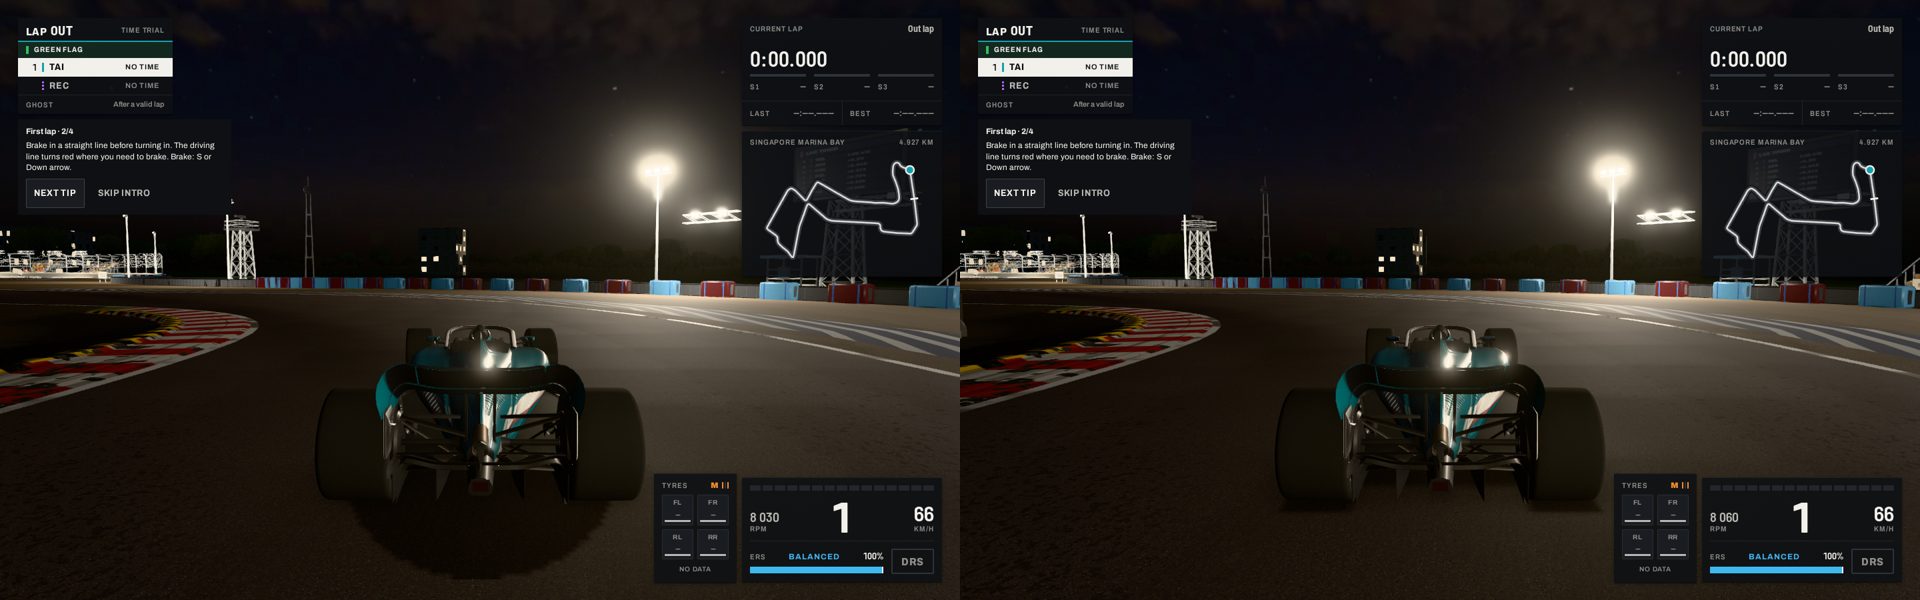 LAP OUT TIME TRIAL
GREEN FLAG
1 TAI NO TIME
REC NO TIME
GHOST After a valid lap
First lap · 2/4
Brake in a straight line before turning in. The driving
line turns red where you need to brake. Brake: S or
Down arrow.
NEXT TIP SKIP INTRO
CURRENT LAP Out lap
0:00.000
S1 – S2 – S3 –
LAST –:––.––– BEST –:––.–––
SINGAPORE MARINA BAY 4.927 KM
TYRES M
FL FR
– –
RL RR
– –
NO DATA
8 030 1 66
RPM KM/H
ERS BALANCED 100% DRS
LAP OUT TIME TRIAL
GREEN FLAG
1 TAI NO TIME
REC NO TIME
GHOST After a valid lap
First lap · 2/4
Brake in a straight line before turning in. The driving
line turns red where you need to brake. Brake: S or
Down arrow.
NEXT TIP SKIP INTRO
CURRENT LAP Out lap
0:00.000
S1 – S2 – S3 –
LAST –:––.––– BEST –:––.–––
SINGAPORE MARINA BAY 4.927 KM
TYRES M
FL FR
– –
RL RR
– –
NO DATA
8 060 1 66
RPM KM/H
ERS BALANCED 100% DRS